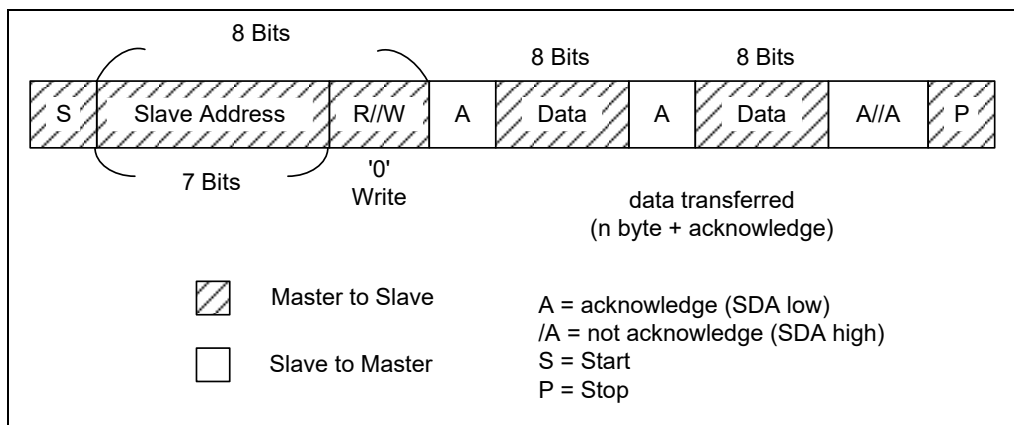 8 Bits
8 Bits 8 Bits
S Slave Address R//W A Data A Data A//A P
7 Bits
'0'
Write
data transferred
(n byte + acknowledge)
Master to Slave
Slave to Master
A = acknowledge (SDA low)
/A = not acknowledge (SDA high)
S = Start
P = Stop